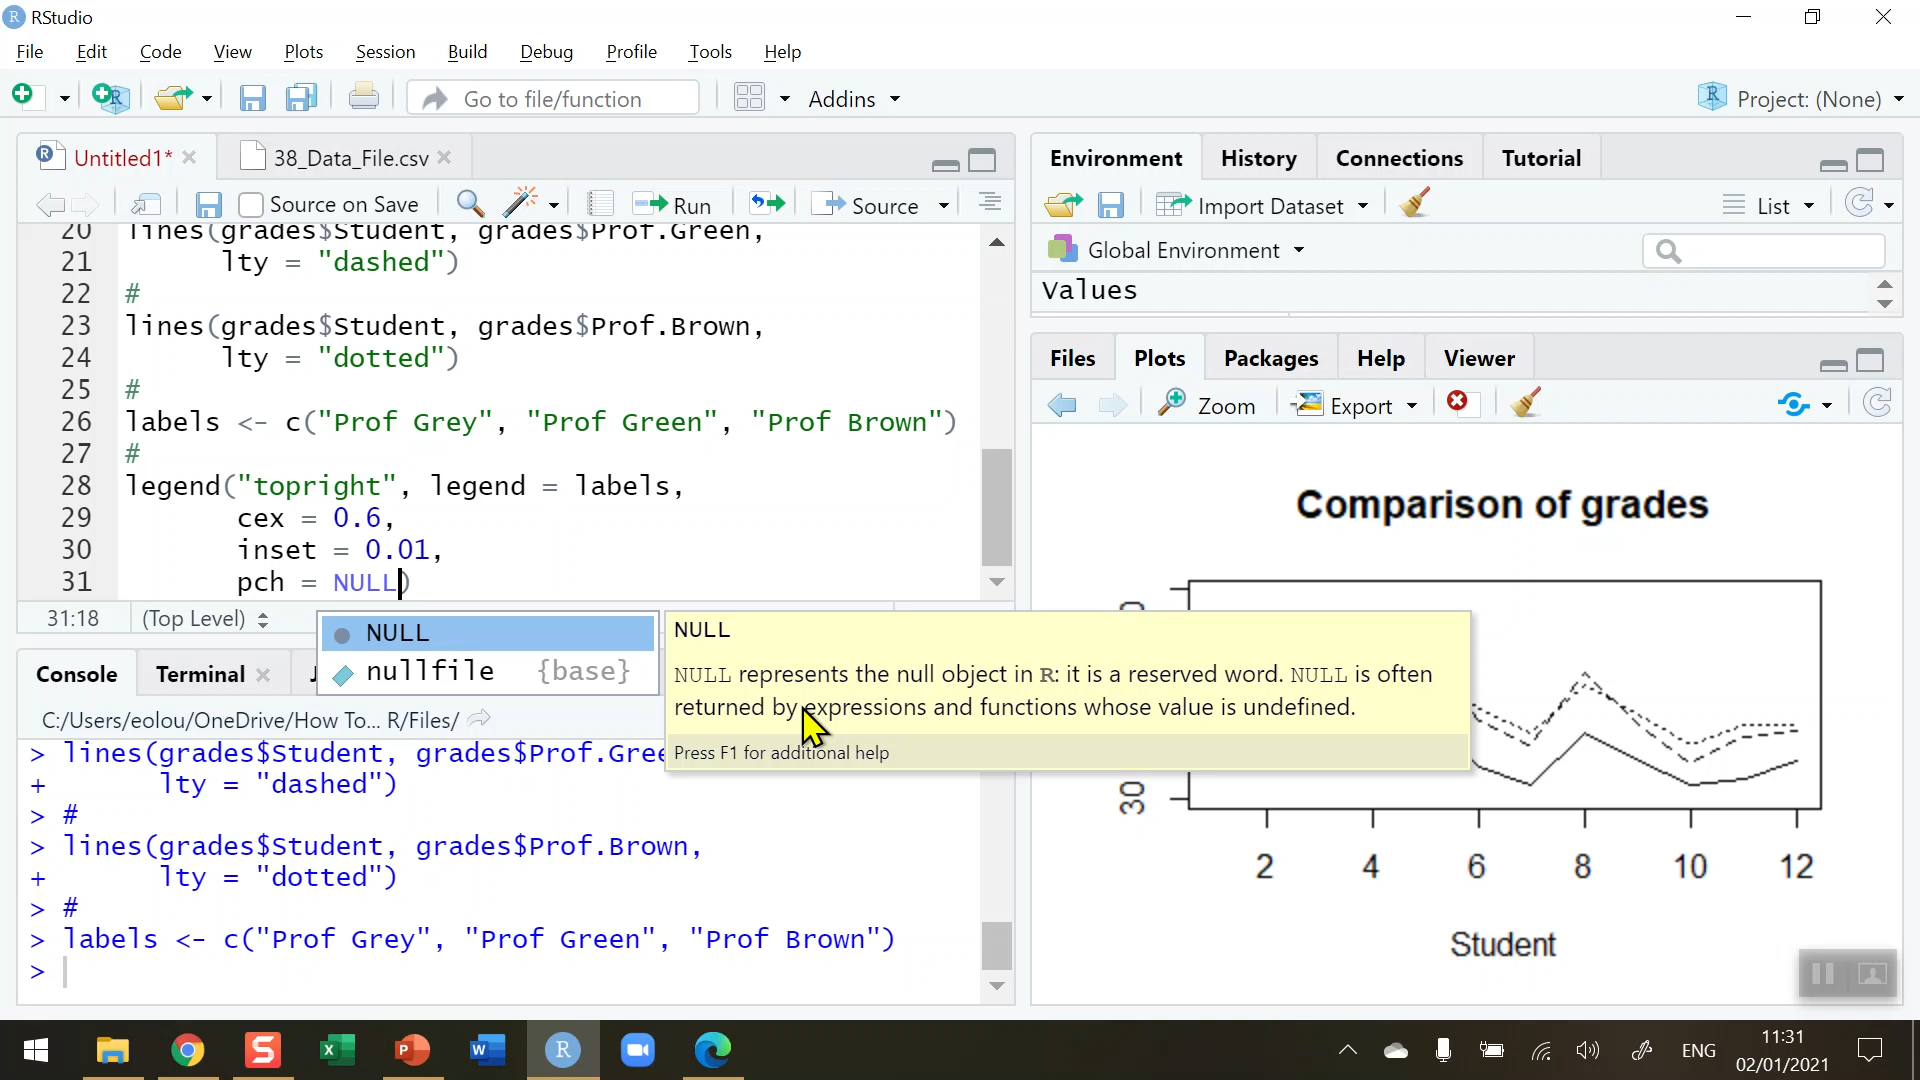 RStudio
File Edit Code View Plots Session Build Debug Profile Tools Help
Go to file/function Addins Project: (None)
Untitled1* 38_Data_File.csv
Source on Save Run Source
20 lines(grades$Student, grades$Prof.Green,
21 lty = "dashed")
22 #
23 lines(grades$Student, grades$Prof.Brown,
24 lty = "dotted")
25 #
26 labels <- c("Prof Grey", "Prof Green", "Prof Brown")
27 #
28 legend("topright", legend = labels,
29 cex = 0.6,
30 inset = 0.01,
31 pch = NULL)
31:18 (Top Level)
NULL
nullfile {base}
NULL
NULL represents the null object in R: it is a reserved word. NULL is often
returned by expressions and functions whose value is undefined.
Press F1 for additional help
Console Terminal
C:/Users/eolou/OneDrive/How To... R/Files/
> lines(grades$Student, grades$Prof.Gree
+ lty = "dashed")
> #
> lines(grades$Student, grades$Prof.Brown,
+ lty = "dotted")
> #
> labels <- c("Prof Grey", "Prof Green", "Prof Brown")
>
Environment History Connections Tutorial
Import Dataset List
Global Environment
Values
Files Plots Packages Help Viewer
Zoom Export
Comparison of grades
30
2 4 6 8 10 12
Student
ENG 11:31
02/01/2021